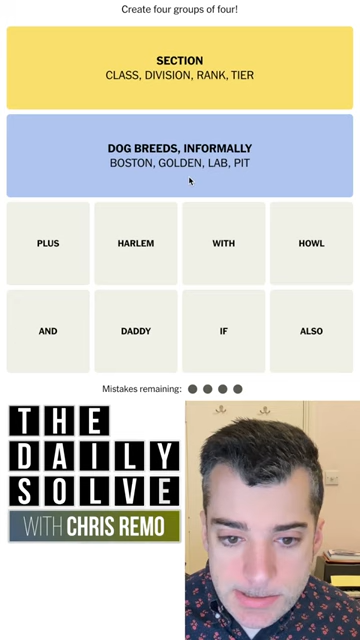 Create four groups of four!
SECTION
CLASS, DIVISION, RANK, TIER
DOG BREEDS, INFORMALLY
BOSTON, GOLDEN, LAB, PIT
PLUS HARLEM WITH HOWL
AND DADDY IF ALSO
Mistakes remaining:
THE
DAILY
SOLVE
WITH CHRIS REMO